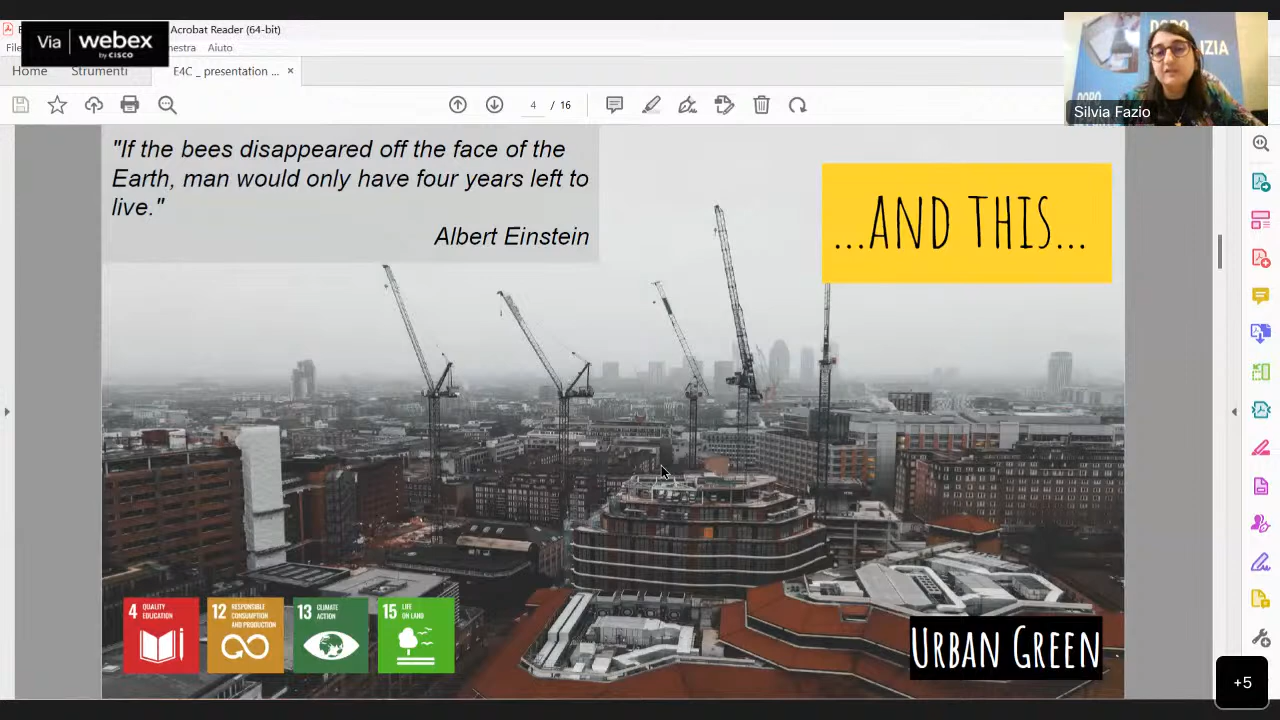 Via webex
by CISCO
Acrobat Reader (64-bit)
File
nestra Aiuto
Home Strumenti E4C _ presentation ... ×
4 / 16
"If the bees disappeared off the face of the
Earth, man would only have four years left to
live."
Albert Einstein
...AND THIS...
DOPO
Silvia Fazio
4 QUALITY
EDUCATION
12 RESPONSIBLE
CONSUMPTION
AND PRODUCTION
13 CLIMATE
ACTION
15 LIFE
ON LAND
URBAN GREEN
+5